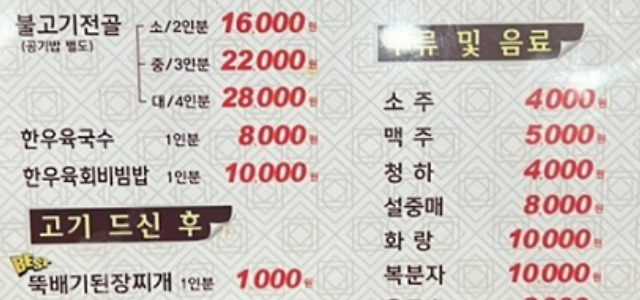 불고기전골 소/2인분 16,000원
(공기밥 별도)
중/3인분 22,000원
대/4인분 28,000원
한우육국수 1인분 8,000원
한우육회비빔밥 1인분 10,000원
고기 드신 후
BEST
뚝배기된장찌개 1인분 1,000원
및 음료
소주 4,000원
맥주 5,000원
청하 4,000원
설중매 8,000원
화랑 10,000원
복분자 10,000원